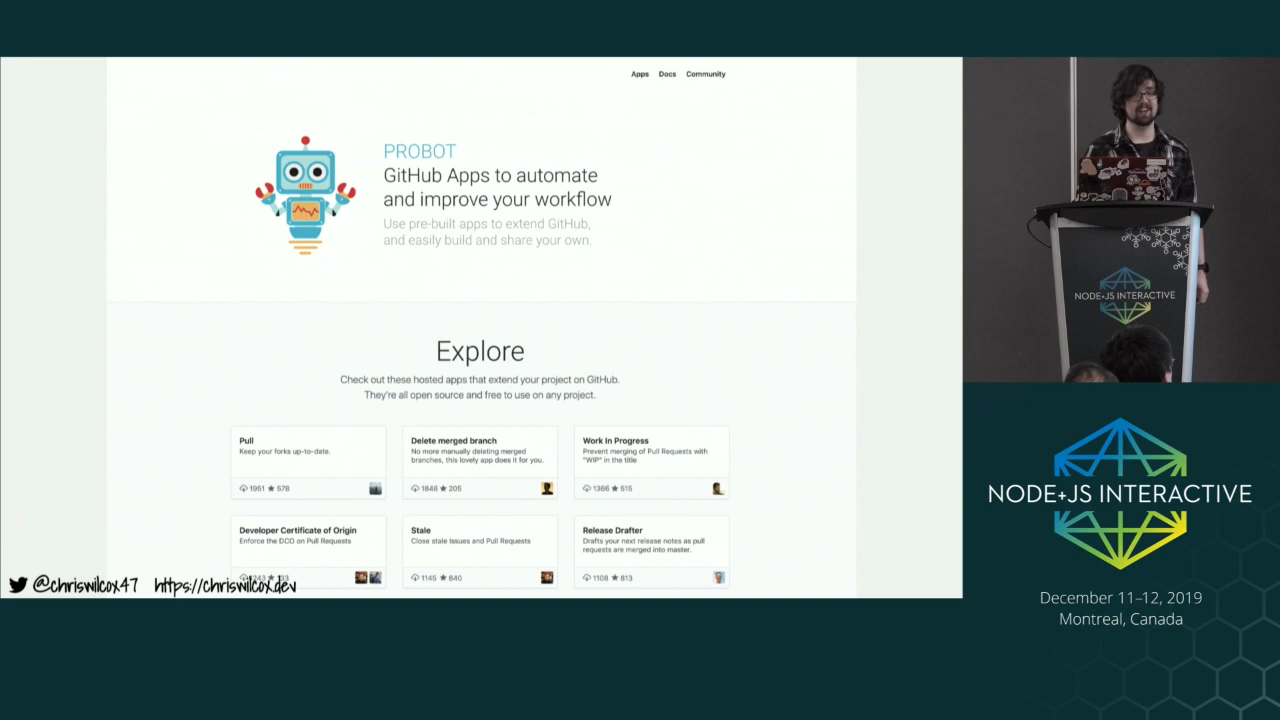 Apps Docs Community
PROBOT
GitHub Apps to automate
and improve your workflow
Use pre-built apps to extend GitHub,
and easily build and share your own.
Explore
Check out these hosted apps that extend your project on GitHub.
They're all open source and free to use on any project.
Pull
Keep your forks up-to-date.
1951 ★ 578
Delete merged branch
No more manually deleting merged
branches, this lovely app does it for you.
1848 ★ 205
Work In Progress
Prevent merging of Pull Requests with
"WIP" in the title
1366 ★ 515
Developer Certificate of Origin
Enforce the DCO on Pull Requests
Stale
Close stale Issues and Pull Requests
1145 ★ 840
Release Drafter
Drafts your next release notes as pull
requests are merged into master.
1108 ★ 813
@chriswilcox47 https://chriswilcox.dev
NODE+JS INTERACTIVE
NODE+JS INTERACTIVE
December 11–12, 2019
Montreal, Canada